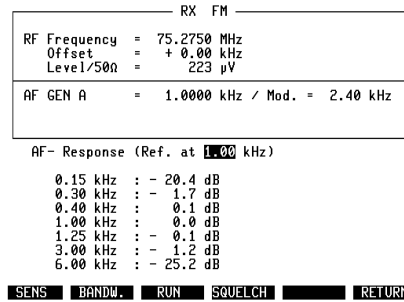 RX FM
RF Frequency = 75.2750 MHz
Offset = + 0.00 kHz
Level/50Ω = 223 µV
AF GEN A = 1.0000 kHz / Mod. = 2.40 kHz
AF- Response (Ref. at 1.00 kHz)
0.15 kHz : - 20.4 dB
0.30 kHz : - 1.7 dB
0.40 kHz : 0.1 dB
1.00 kHz : 0.0 dB
1.25 kHz : - 0.1 dB
3.00 kHz : - 1.2 dB
6.00 kHz : - 25.2 dB
SENS BANDW. RUN SQUELCH RETURN